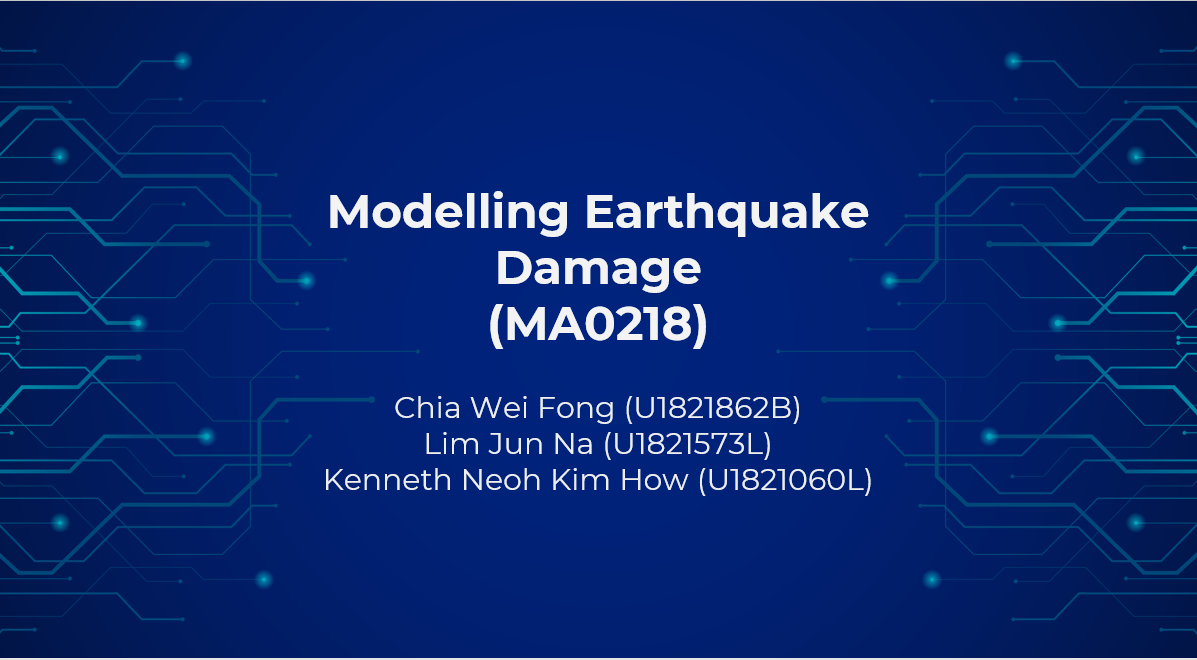 Modelling Earthquake
Damage
(MA0218)
Chia Wei Fong (U1821862B)
Lim Jun Na (U1821573L)
Kenneth Neoh Kim How (U1821060L)